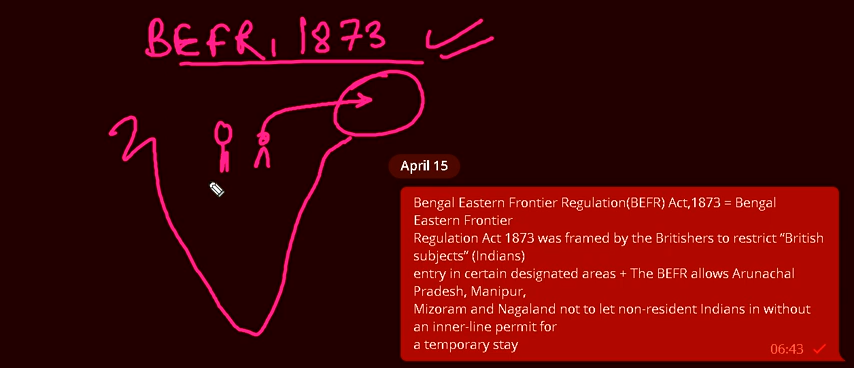 BEFR, 1873
April 15
Bengal Eastern Frontier Regulation(BEFR) Act,1873 = Bengal
Eastern Frontier
Regulation Act 1873 was framed by the Britishers to restrict “British
subjects” (Indians)
entry in certain designated areas + The BEFR allows Arunachal
Pradesh, Manipur,
Mizoram and Nagaland not to let non-resident Indians in without
an inner-line permit for
a temporary stay
06:43